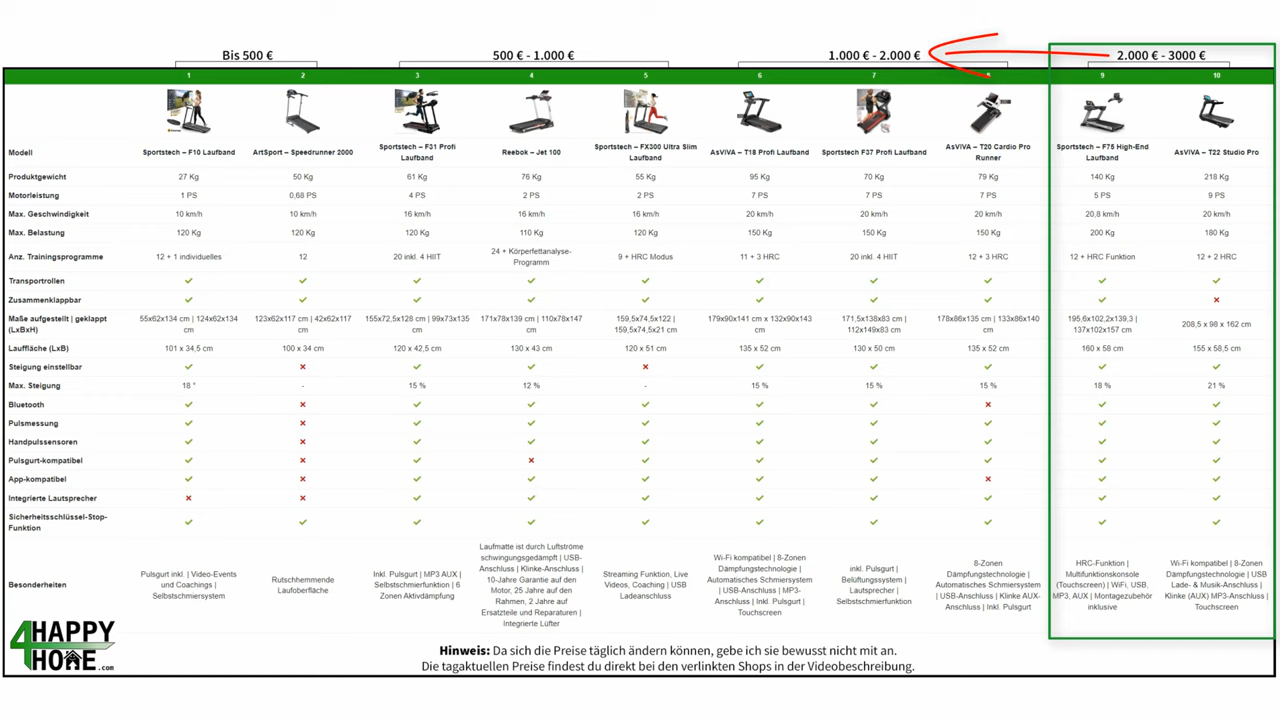 Bis 500 €
500 € - 1.000 €
1.000 € - 2.000 €
2.000 € - 3000 €
1 2 3 4 5 6 7 8 9 10
Modell
Sportstech – F10 Laufband
ArtSport – Speedrunner 2000
Sportstech – F31 Profi
Laufband
Reebok – Jet 100
Sportstech – FX300 Ultra Slim
Laufband
AsVIVA – T18 Profi Laufband
Sportstech F37 Profi Laufband
AsVIVA – T20 Cardio Pro
Runner
Sportstech – F75 High-End
Laufband
AsVIVA – T22 Studio Pro
Produktgewicht 27 Kg 50 Kg 61 Kg 76 Kg 55 Kg 95 Kg 70 Kg 79 Kg 140 Kg 218 Kg
Motorleistung 1 PS 0,68 PS 4 PS 2 PS 2 PS 7 PS 7 PS 7 PS 5 PS 9 PS
Max. Geschwindigkeit 10 km/h 10 km/h 16 km/h 16 km/h 16 km/h 20 km/h 20 km/h 20 km/h 20,8 km/h 20 km/h
Max. Belastung 120 Kg 120 Kg 120 Kg 110 Kg 120 Kg 150 Kg 150 Kg 150 Kg 200 Kg 180 Kg
Anz. Trainingsprogramme
12 + 1 individuelles
12
20 inkl. 4 HIIT
24 + Körperfettanalyse-
Programm
9 + HRC Modus
11 + 3 HRC
20 inkl. 4 HIIT
12 + 3 HRC
12 + HRC Funktion
12 + 2 HRC
Transportrollen
Zusammenklappbar
Maße aufgestellt | geklappt
(LxBxH)
55x62x134 cm | 124x62x134
cm
123x62x117 cm | 42x62x117
cm
155x72,5x128 cm | 99x73x135
cm
171x78x139 cm | 110x78x147
cm
159,5x74,5x122 |
159,5x74,5x21 cm
179x90x141 cm x 132x90x143
cm
171,5x138x83 cm |
112x149x83 cm
178x86x135 cm | 133x86x140
cm
195,6x102,2x139,3 |
137x102x157 cm
208,5 x 98 x 162 cm
Lauffläche (LxB) 101 x 34,5 cm 100 x 34 cm 120 x 42,5 cm 130 x 43 cm 120 x 51 cm 135 x 52 cm 130 x 50 cm 135 x 52 cm 160 x 58 cm 155 x 58,5 cm
Steigung einstellbar
Max. Steigung 18 ° - 15 % 12 % - 15 % 15 % 15 % 18 % 21 %
Bluetooth
Pulsmessung
Handpulssensoren
Pulsgurt-kompatibel
App-kompatibel
Integrierte Lautsprecher
Sicherheitsschlüssel-Stop-
Funktion
Besonderheiten
Pulsgurt inkl. | Video-Events
und Coachings |
Selbstschmiersystem
Rutschhemmende
Laufoberfläche
Inkl. Pulsgurt | MP3 AUX |
Selbstschmierfunktion | 6
Zonen Aktivdämpfung
Laufmatte ist durch Luftströme
schwingungsgedämpft | USB-
Anschluss | Klinke-Anschluss |
10-Jahre Garantie auf den
Motor, 25 Jahre auf den
Rahmen, 2 Jahre auf
Ersatzteile und Reparaturen |
Integrierte Lüfter
Streaming Funktion, Live
Videos, Coaching | USB
Ladeanschluss
Wi-Fi kompatibel | 8-Zonen
Dämpfungstechnologie |
Automatisches Schmiersystem
| USB-Anschluss | MP3-
Anschluss | Inkl. Pulsgurt |
Touchscreen
inkl. Pulsgurt |
Belüftungssystem |
Lautsprecher |
Selbstschmierfunktion
8-Zonen
Dämpfungstechnologie |
Automatisches Schmiersystem
| USB-Anschluss | Klinke AUX-
Anschluss | Inkl. Pulsgurt
HRC-Funktion |
Multifunktionskonsole
(Touchscreen) | WiFi, USB,
MP3, AUX | Montagezubehör
inklusive
Wi-Fi kompatibel | 8-Zonen
Dämpfungstechnologie USB
Lade- & Musik-Anschluss |
Klinke (AUX) MP3-Anschluss |
Touchscreen
4HAPPY
HOME.com
Hinweis: Da sich die Preise täglich ändern können, gebe ich sie bewusst nicht mit an.
Die tagaktuellen Preise findest du direkt bei den verlinkten Shops in der Videobeschreibung.